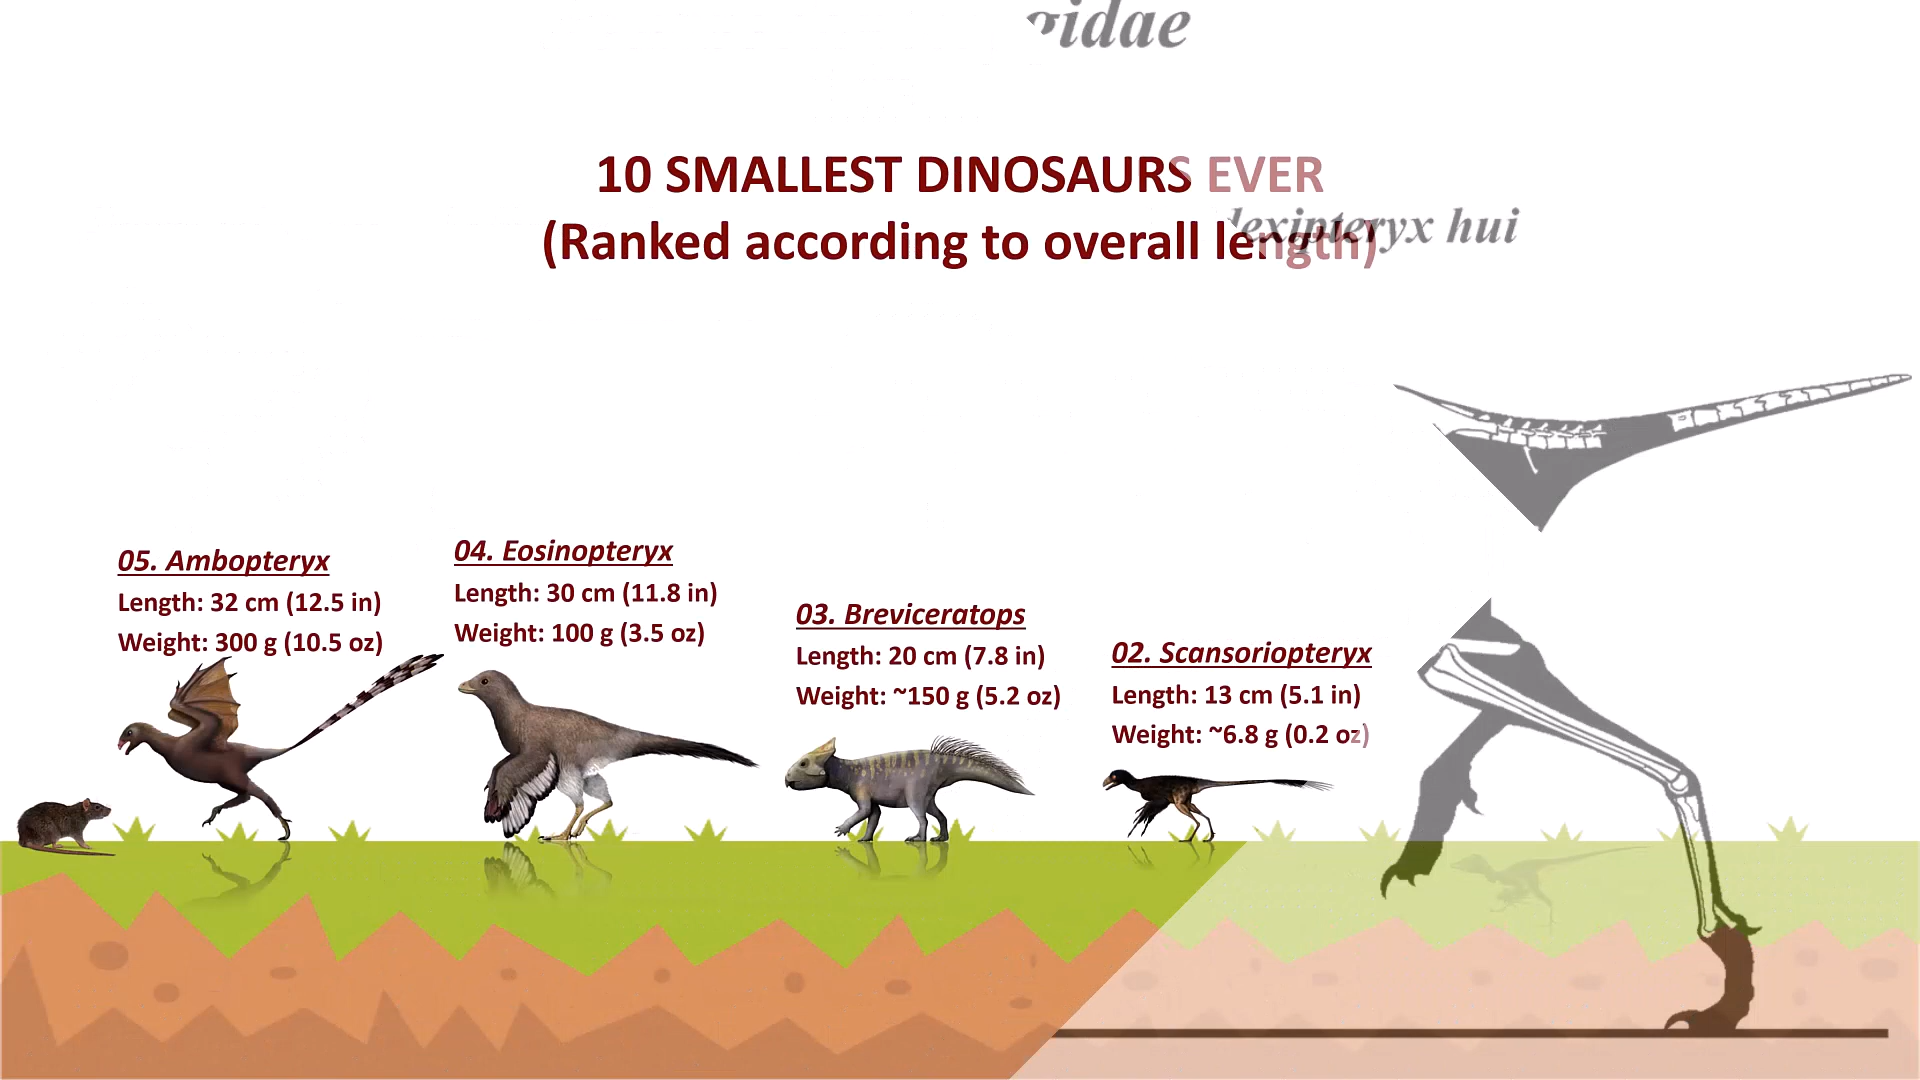 10 SMALLEST DINOSAURS EVER
(Ranked according to overall length)
hui
05. Ambopteryx
Length: 32 cm (12.5 in)
Weight: 300 g (10.5 oz)
04. Eosinopteryx
Length: 30 cm (11.8 in)
Weight: 100 g (3.5 oz)
03. Breviceratops
Length: 20 cm (7.8 in)
Weight: ~150 g (5.2 oz)
02. Scansoriopteryx
Length: 13 cm (5.1 in)
Weight: ~6.8 g (0.2 oz)